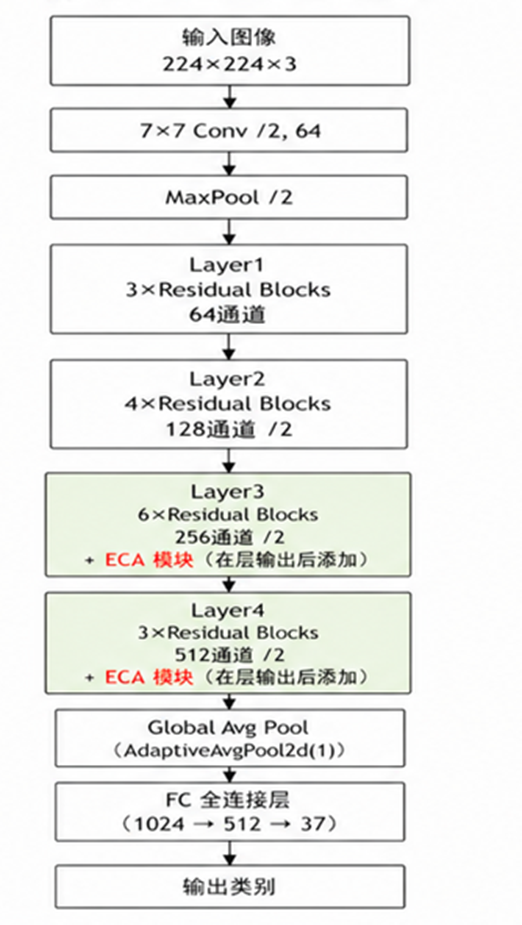 输入图像
224×224×3
7×7 Conv /2, 64
MaxPool /2
Layer1
3×Residual Blocks
64通道
Layer2
4×Residual Blocks
128通道 /2
Layer3
6×Residual Blocks
256通道 /2
+ ECA 模块（在层输出后添加）
Layer4
3×Residual Blocks
512通道 /2
+ ECA 模块（在层输出后添加）
Global Avg Pool
（AdaptiveAvgPool2d(1)）
FC 全连接层
（1024 → 512 → 37）
输出类别